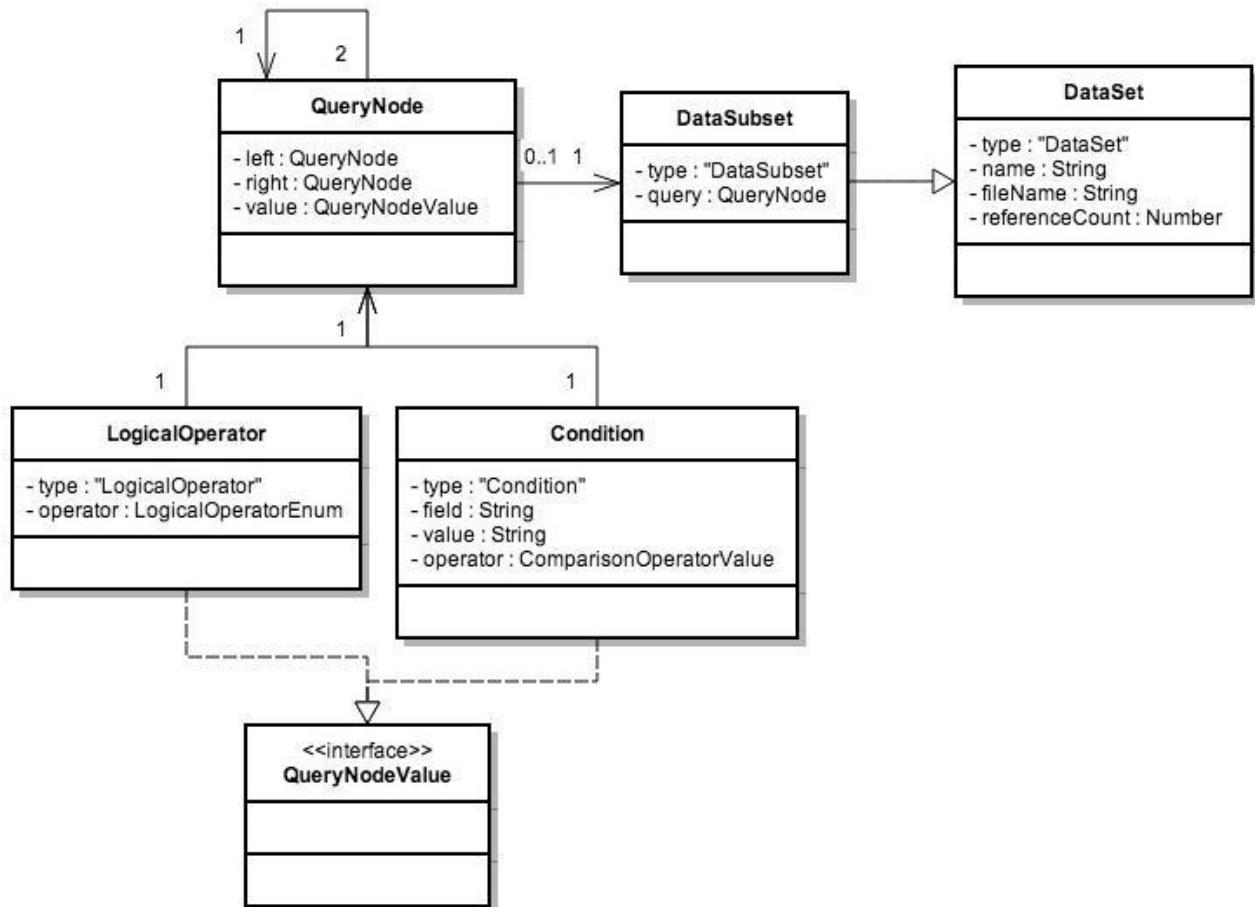 1
2
QueryNode
- left : QueryNode
- right : QueryNode
- value : QueryNodeValue
0..1 1
DataSubset
- type : "DataSubset"
- query : QueryNode
DataSet
- type : "DataSet"
- name : String
- fileName : String
- referenceCount : Number
1
1
1
LogicalOperator
- type : "LogicalOperator"
- operator : LogicalOperatorEnum
Condition
- type : "Condition"
- field : String
- value : String
- operator : ComparisonOperatorValue
<<interface>>
QueryNodeValue